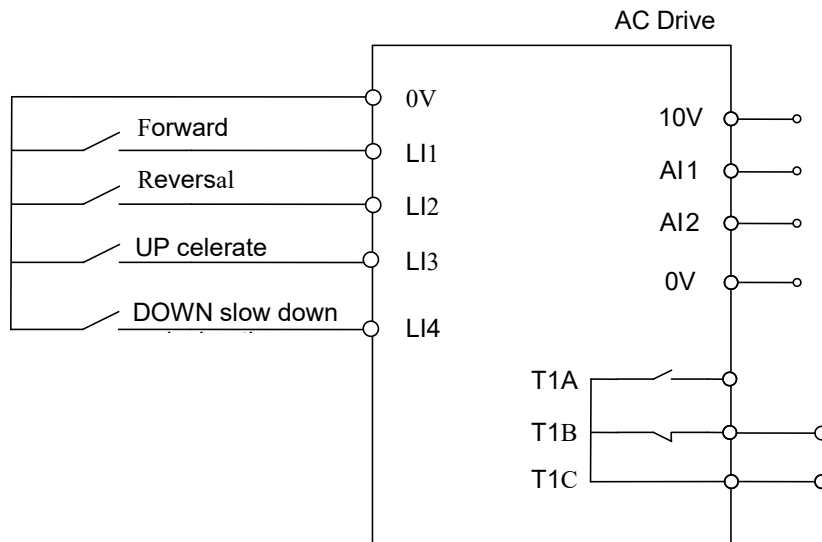 AC Drive
0V
Forward
LI1
Reversal
LI2
UP celerate
LI3
DOWN slow down
LI4
10V
AI1
AI2
0V
T1A
T1B
T1C